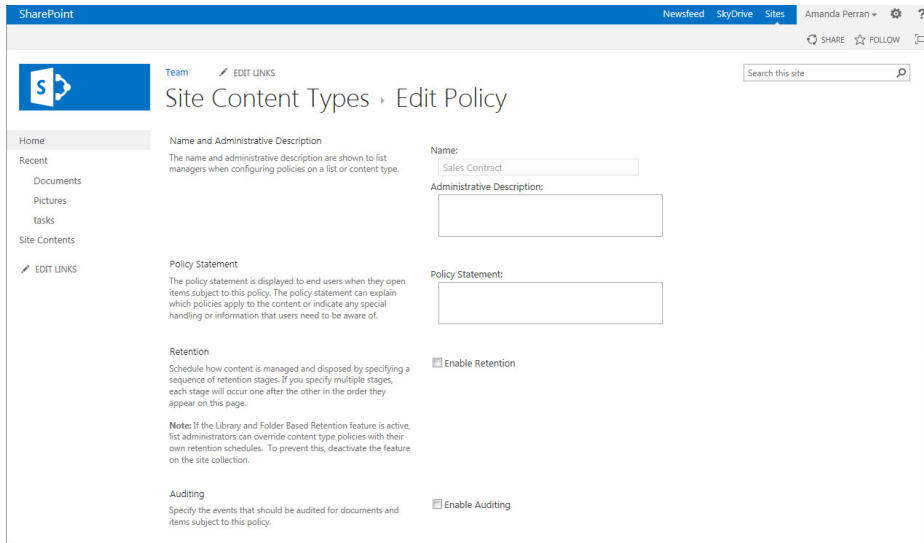 SharePoint
Newsfeed SkyDrive Sites Amanda Perran ?
SHARE FOLLOW
S
Team EDIT LINKS
Search this site
Site Content Types ▸ Edit Policy
Home
Recent
Documents
Pictures
tasks
Site Contents
EDIT LINKS
Name and Administrative Description
The name and administrative description are shown to list
managers when configuring policies on a list or content type.
Name:
Sales Contract
Administrative Description:
Policy Statement
The policy statement is displayed to end users when they open
items subject to this policy. The policy statement can explain
which policies apply to the content or indicate any special
handling or information that users need to be aware of.
Policy Statement:
Retention
Schedule how content is managed and disposed by specifying a
sequence of retention stages. If you specify multiple stages,
each stage will occur one after the other in the order they
appear on this page.
Note: If the Library and Folder Based Retention feature is active,
list administrators can override content type policies with their
own retention schedules. To prevent this, deactivate the feature
on the site collection.
Enable Retention
Auditing
Specify the events that should be audited for documents and
items subject to this policy.
Enable Auditing